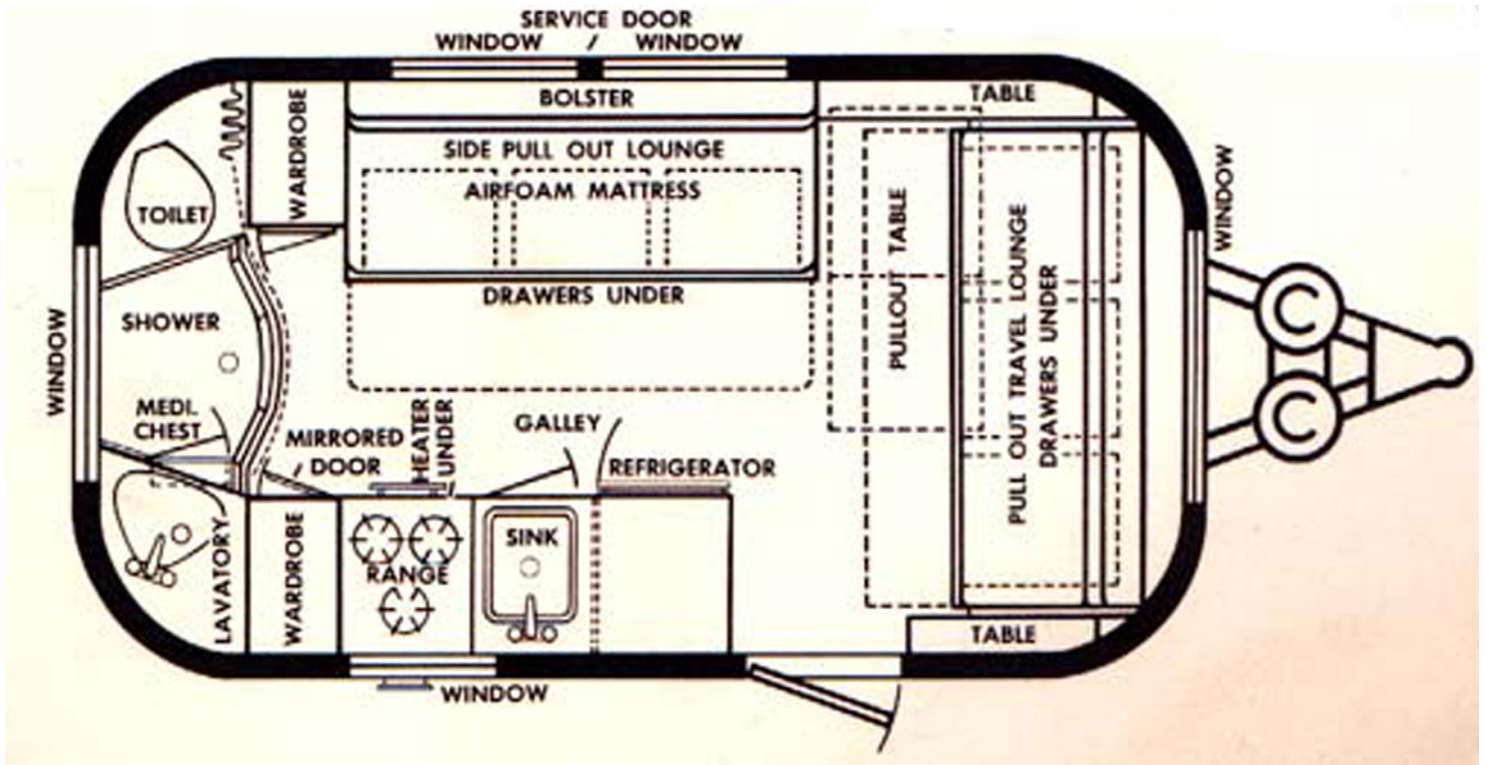 SERVICE DOOR
WINDOW / WINDOW
BOLSTER
TABLE
WARDROBE
SIDE PULL OUT LOUNGE
AIRFOAM MATTRESS
TOILET
WINDOW
PULLOUT TABLE
PULL OUT TRAVEL LOUNGE
DRAWERS UNDER
DRAWERS UNDER
SHOWER
WINDOW
MEDI.
CHEST
MIRRORED
DOOR
HEATER
UNDER
GALLEY
REFRIGERATOR
LAVATORY
WARDROBE
RANGE
SINK
TABLE
WINDOW